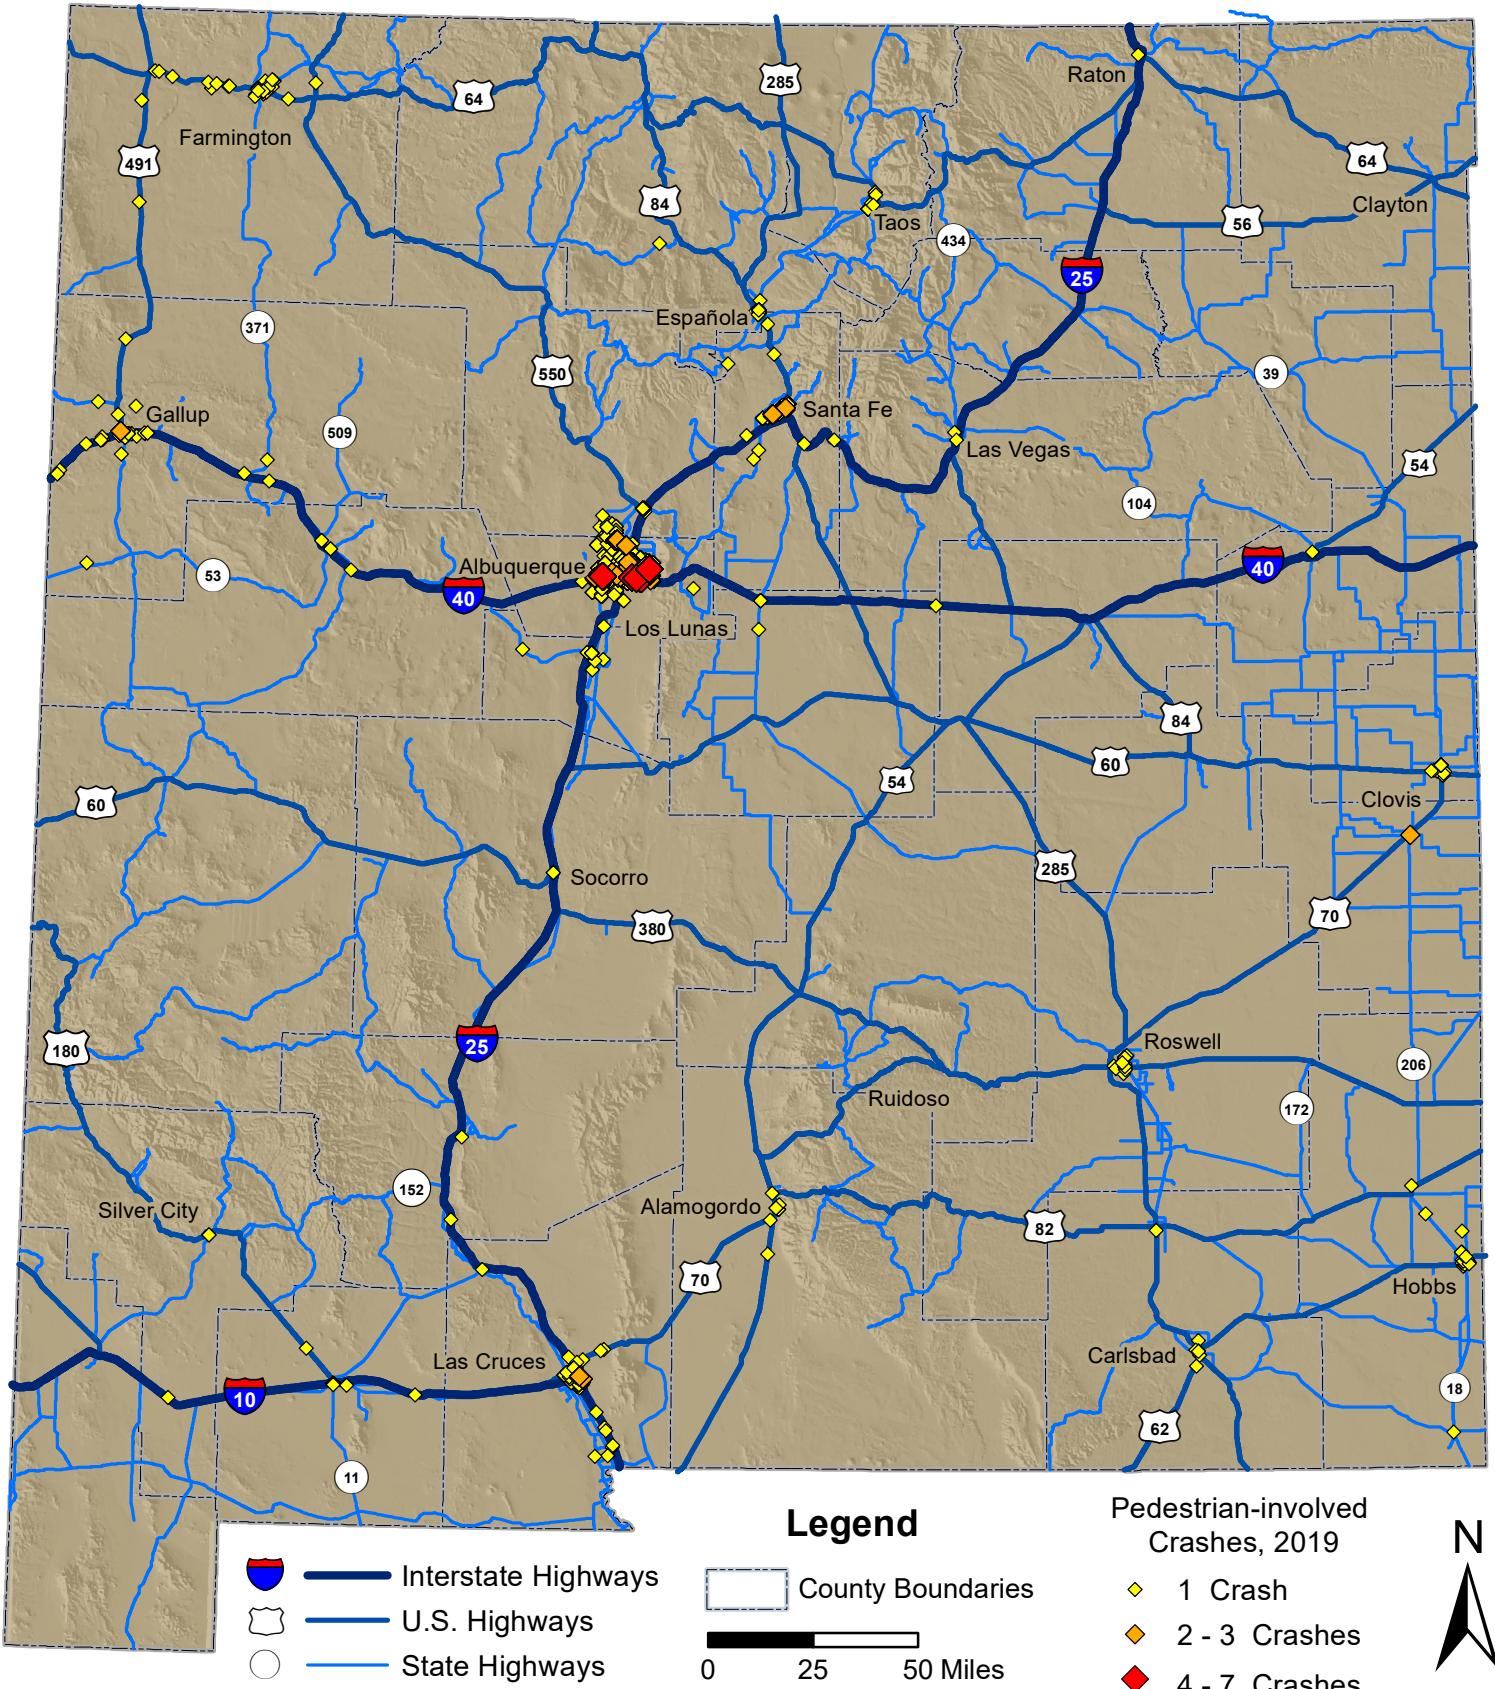 Raton
285
64
Farmington
491
64
Clayton
84
Taos
56
434
25
Española
371
550
39
Gallup
Santa Fe
509
Las Vegas
54
104
Albuquerque
40
53
40
Los Lunas
84
60
54
60
Clovis
285
Socorro
70
380
Roswell
25
180
206
Ruidoso
172
152
Silver City
Alamogordo
82
70
Hobbs
Las Cruces
Carlsbad
10
18
62
11
Legend
Interstate Highways
U.S. Highways
State Highways
County Boundaries
0 25 50 Miles
Pedestrian-involved
Crashes, 2019
1 Crash
2 - 3 Crashes
4 - 7 Crashes
N